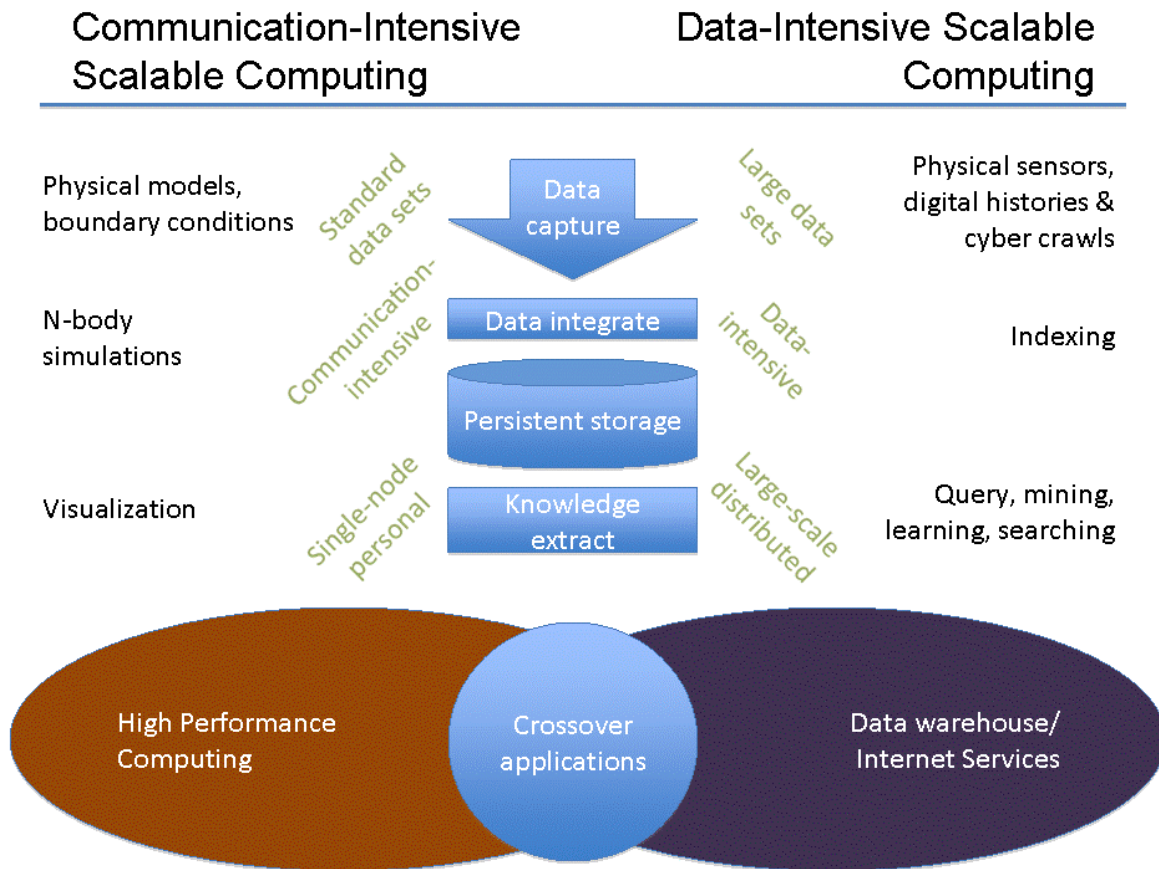 Communication-Intensive
Scalable Computing
Data-Intensive Scalable
Computing
Physical models,
boundary conditions
Standard
data sets
Data
capture
Large data
sets
Physical sensors,
digital histories &
cyber crawls
N-body
simulations
Communication-
intensive
Data integrate
Data-
intensive
Indexing
Persistent storage
Visualization
Single-node
personal
Knowledge
extract
Large-scale
distributed
Query, mining,
learning, searching
High Performance
Computing
Crossover
applications
Data warehouse/
Internet Services